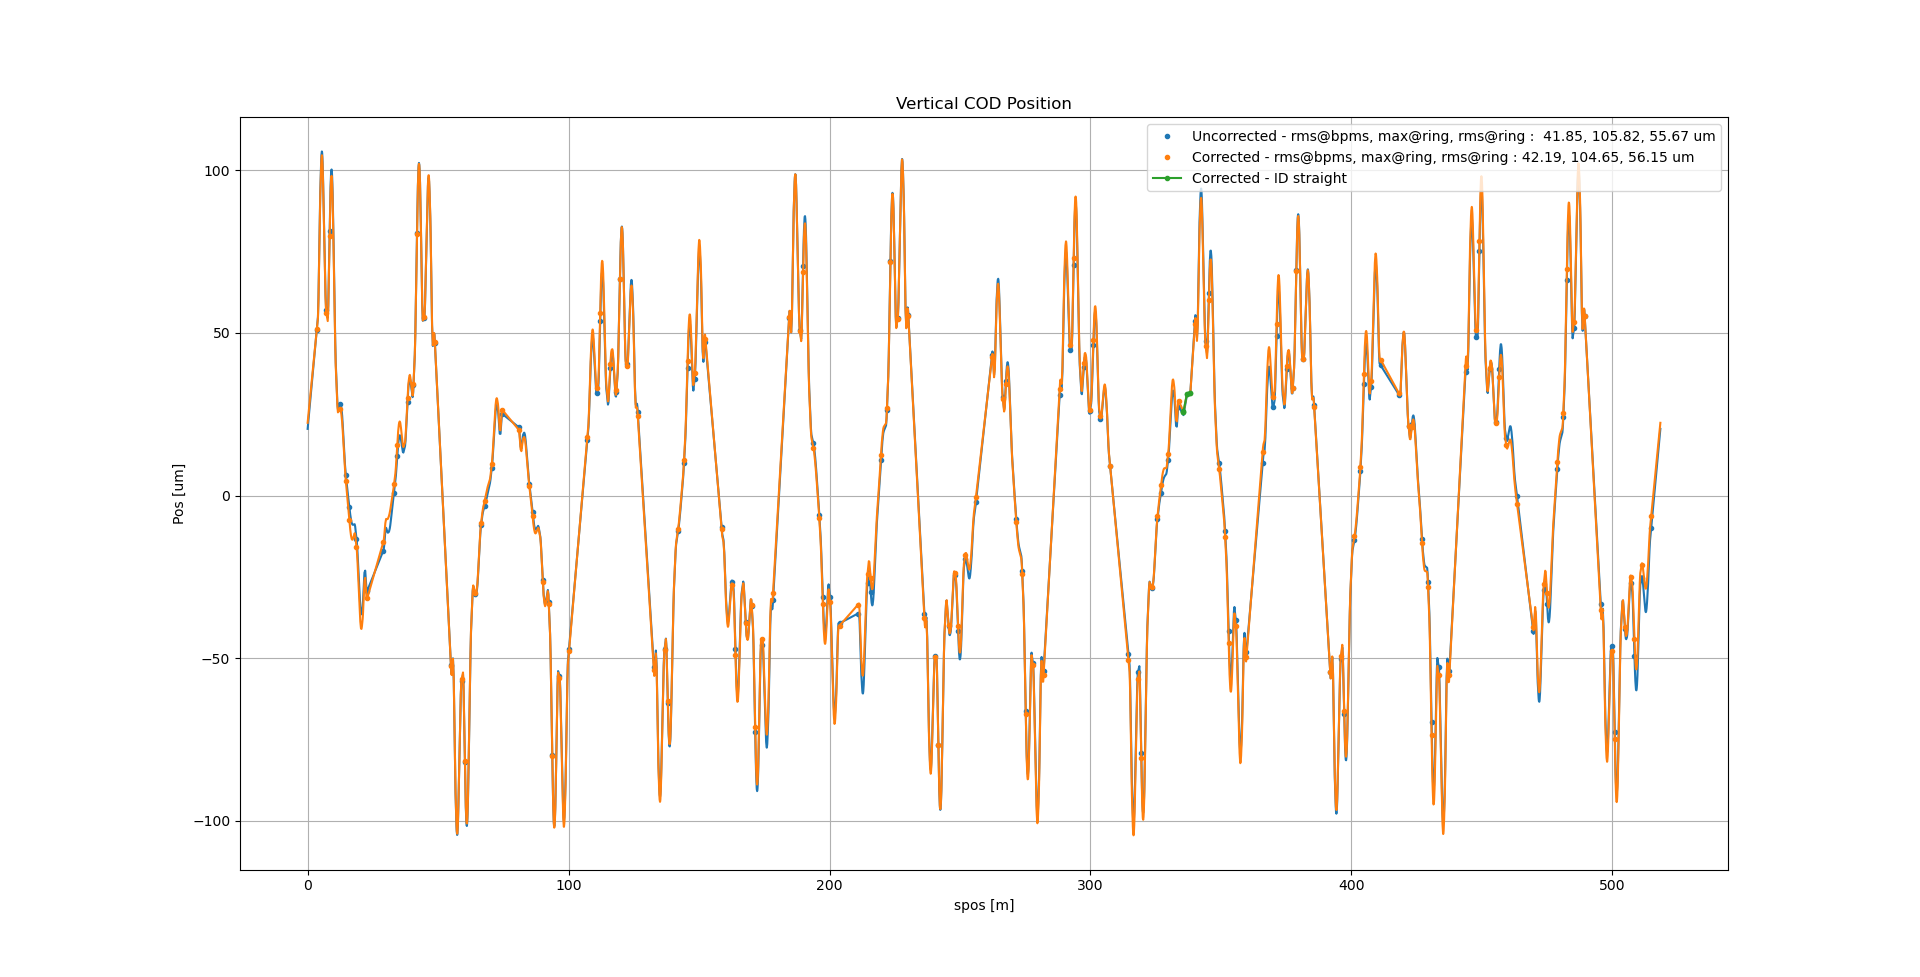 Vertical COD Position
Uncorrected - rms@bpms, max@ring, rms@ring :  41.85, 105.82, 55.67 um
Corrected - rms@bpms, max@ring, rms@ring : 42.19, 104.65, 56.15 um
Corrected - ID straight
100
50
0
−50
−100
Pos [um]
0 100 200 300 400 500
spos [m]